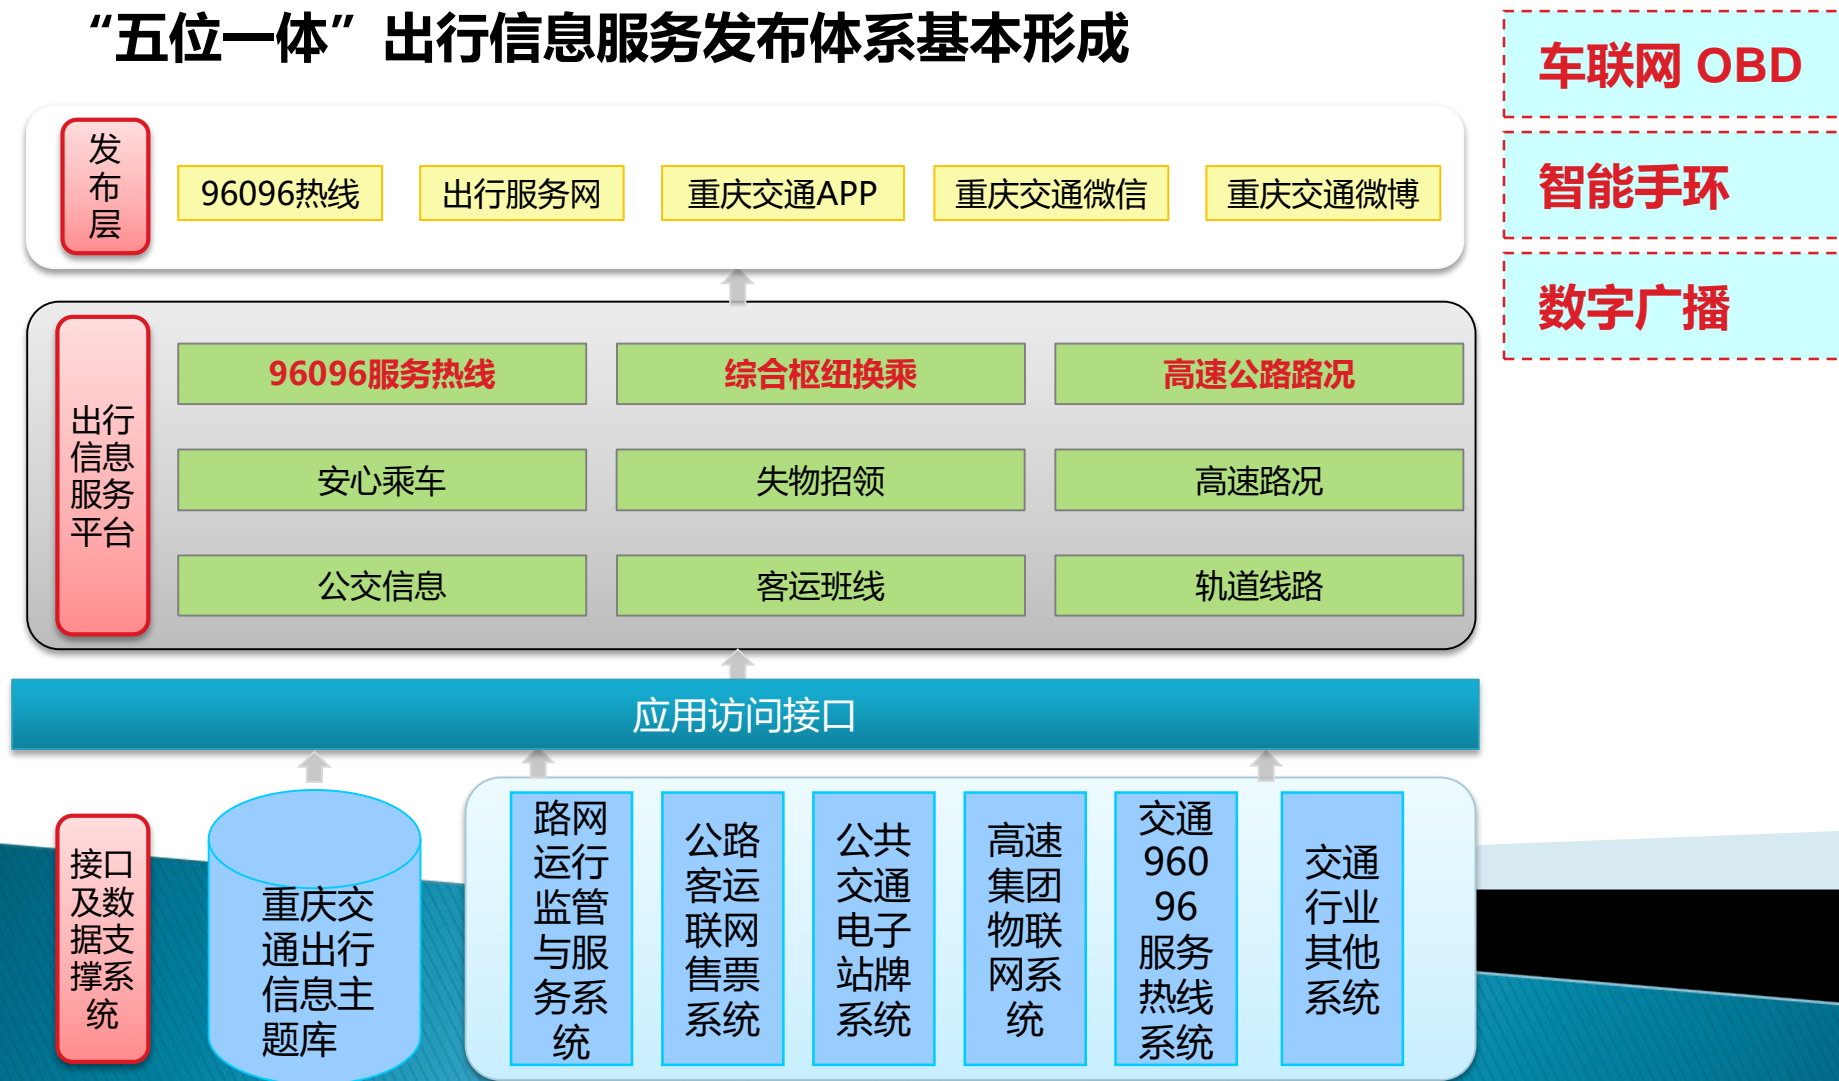 “五位一体”出行信息服务发布体系基本形成
车联网 OBD
智能手环
数字广播
发
布
层
96096热线
出行服务网
重庆交通APP
重庆交通微信
重庆交通微博
出行
信息
服务
平台
96096服务热线
综合枢纽换乘
高速公路路况
安心乘车
失物招领
高速路况
公交信息
客运班线
轨道线路
应用访问接口
接口
及数
据支
撑系
统
重庆交
通出行
信息主
题库
路网
运行
监管
与服
务系
统
公路
客运
联网
售票
系统
公共
交通
电子
站牌
系统
高速
集团
物联
网系
统
交通
960
96
服务
热线
系统
交通
行业
其他
系统